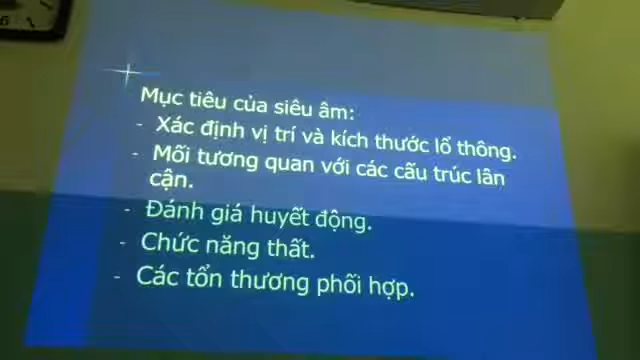 Mục tiêu của siêu âm:
- Xác định vị trí và kích thước lổ thông.
- Mối tương quan với các cấu trúc lân
cận.
- Đánh giá huyết động.
- Chức năng thất.
- Các tổn thương phối hợp.